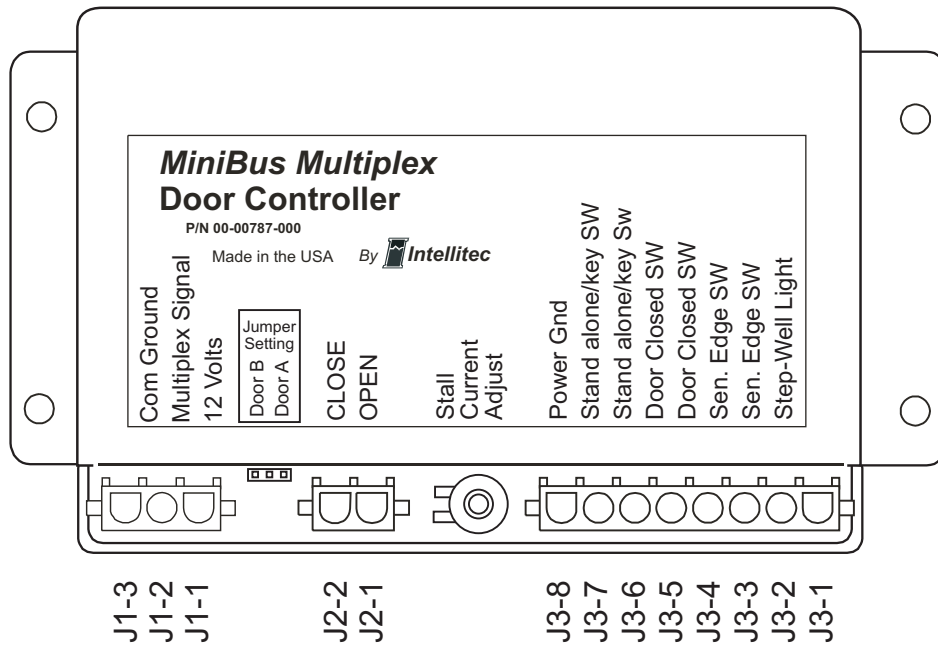 MiniBus Multiplex
Door Controller
P/N 00-00787-000
Made in the USA By Intellitec
Com Ground
Multiplex Signal
12 Volts
Jumper
Setting
Door B
Door A
CLOSE
OPEN
Stall
Current
Adjust
Power Gnd
Stand alone/key SW
Stand alone/key Sw
Door Closed SW
Door Closed SW
Sen. Edge SW
Sen. Edge SW
Step-Well Light
J1-3
J1-2
J1-1
J2-2
J2-1
J3-8
J3-7
J3-6
J3-5
J3-4
J3-3
J3-2
J3-1